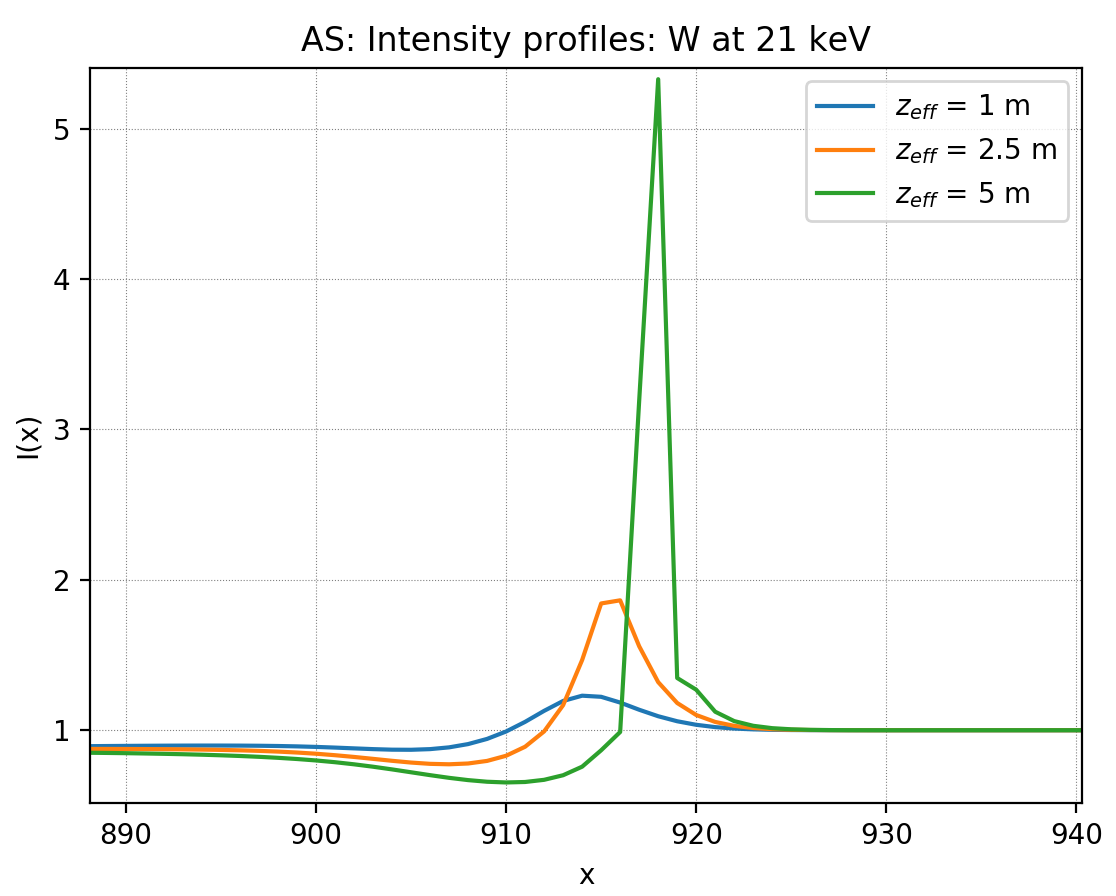 AS: Intensity profiles: W at 21 keV
z_eff = 1 m
z_eff = 2.5 m
z_eff = 5 m
I(x)
5
4
3
2
1
890 900 910 920 930 940
x